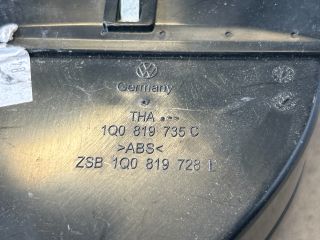 Germany
THA
1Q0 819 735 C
>ABS<
ZSB 1Q0 819 728